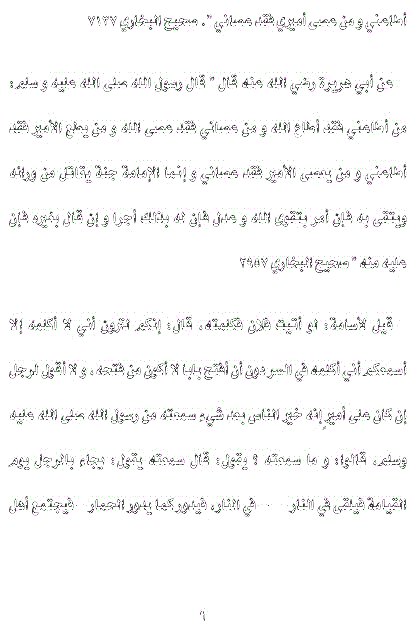 أطاعني و من عصى أميري فقد عصاني ". صحيح البخاري ٧١٣٧
عن أبي هريرة رضي الله عنه قال " قال رسول الله صلى الله عليه و سلم :
من أطاعني فقد أطاع الله و من عصاني فقد عصى الله و من يطع الأمير فقد
أطاعني و من يعصى الأمير فقد عصاني و إنما الإمامة جنة يقاتل من ورائه
ويتقى به فإن أمر بتقوى الله و عدل فإن له بذلك أجرا و إن قال بغيره فإن
عليه منه " صحيح البخاري ٢٩٥٧
قيل لأسامة : لو أتيت فلان فكلمته . قال : إنكم لترون أني لا أكلمه إلا
أسمعكم أني أكلمه في السر دون أن أفتح بابا لا أكون من فتحه . و لا أقول لرجل
إن كان علي أمير إنه خير الناس بعد شيء سمعته من رسول الله صلى الله عليه
وسلم . قالوا : و ما سمعته ؟ يقول : قال سمعته يقول : يجاء بالرجل يوم
القيامة فيلقى في النار ----- في النار ، فيدور كما يدور الحمار -- فيجتمع أهل
٦